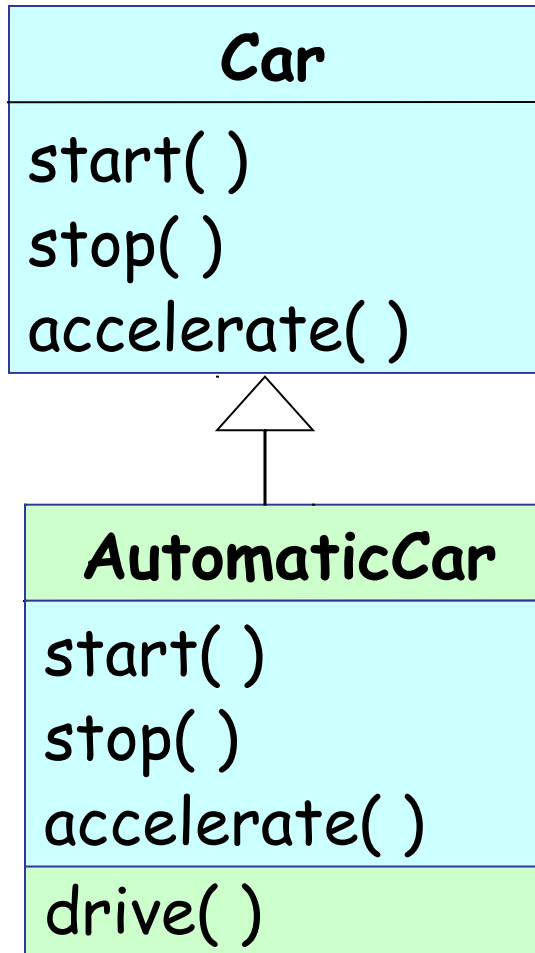 Car
start( )
stop( )
accelerate( )
AutomaticCar
start( )
stop( )
accelerate( )
drive( )